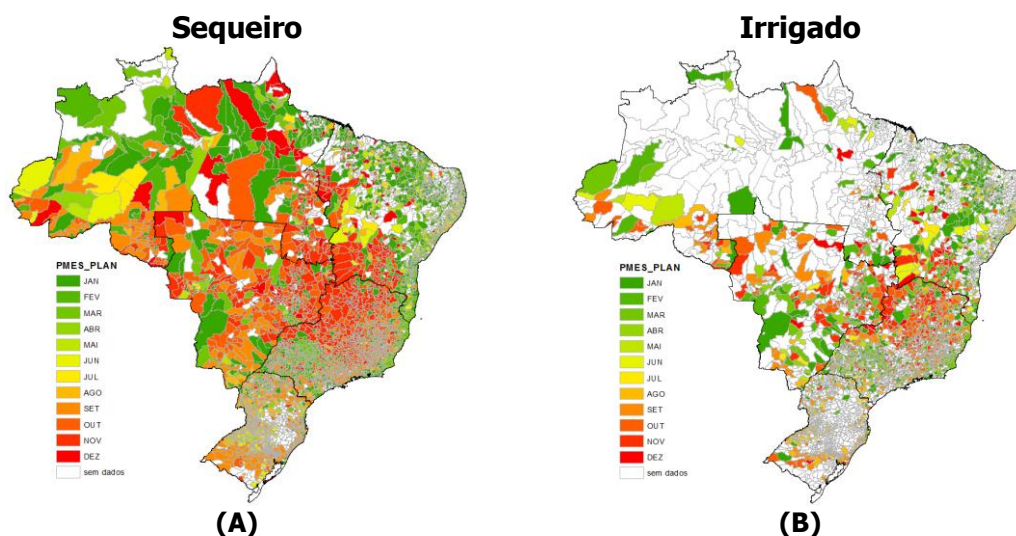 Sequeiro
PMES_PLAN
JAN
FEV
MAR
ABR
MAI
JUN
JUL
AGO
SET
OUT
NOV
DEZ
sem dados
(A)
Irrigado
PMES_PLAN
JAN
FEV
MAR
ABR
MAI
JUN
JUL
AGO
SET
OUT
NOV
DEZ
sem dados
(B)